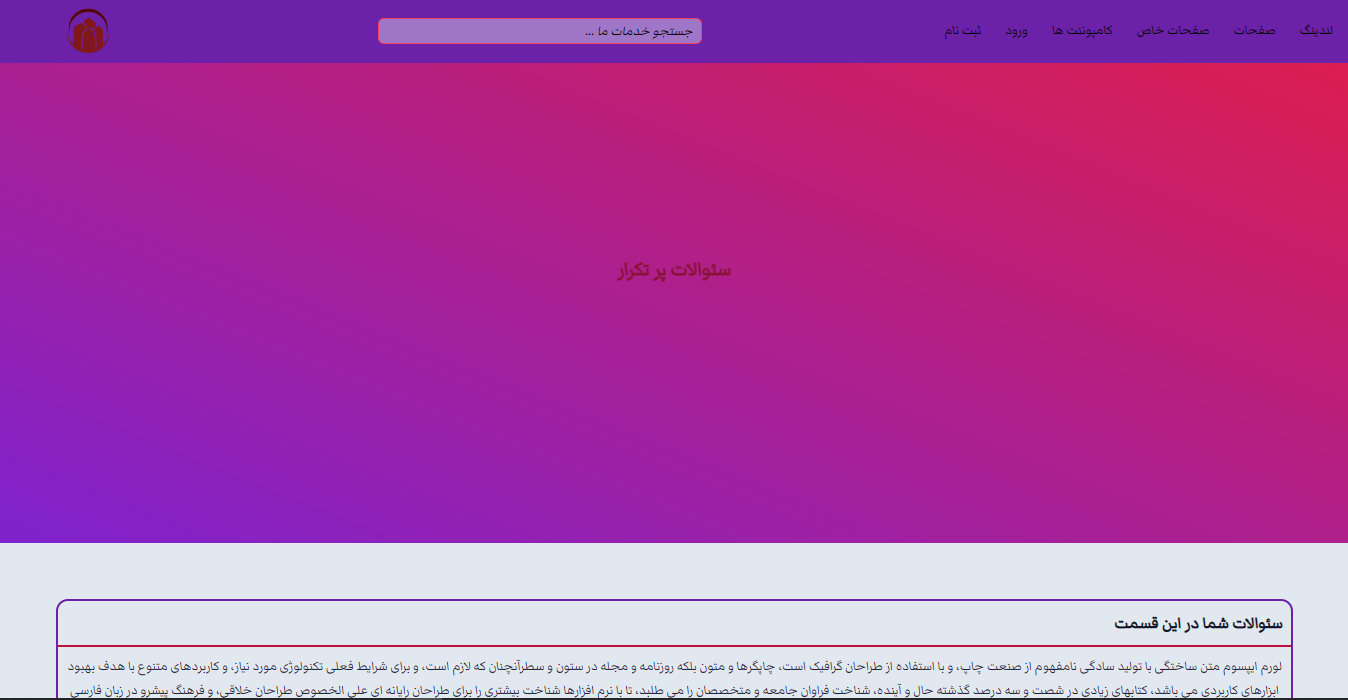 لندینگ صفحات صفحات خاص کامپوننت ها ورود ثبت نام
جستجو خدمات ما ...
سئوالات پر تکرار
سئوالات شما در این قسمت
لورم ایپسوم متن ساختگی با تولید سادگی نامفهوم از صنعت چاپ، و با استفاده از طراحان گرافیک است، چاپگرها و متون بلکه روزنامه و مجله در ستون و سطرآنچنان که لازم است، و برای شرایط فعلی تکنولوژی مورد نیاز، و کاربردهای متنوع با هدف بهبود
ابزارهای کاربردی می باشد، کتابهای زیادی در شصت و سه درصد گذشته حال و آینده، شناخت فراوان جامعه و متخصصان را می طلبد، تا با نرم افزارها شناخت بیشتری را برای طراحان رایانه ای علی الخصوص طراحان خلاقی، و فرهنگ پیشرو در زبان فارسی